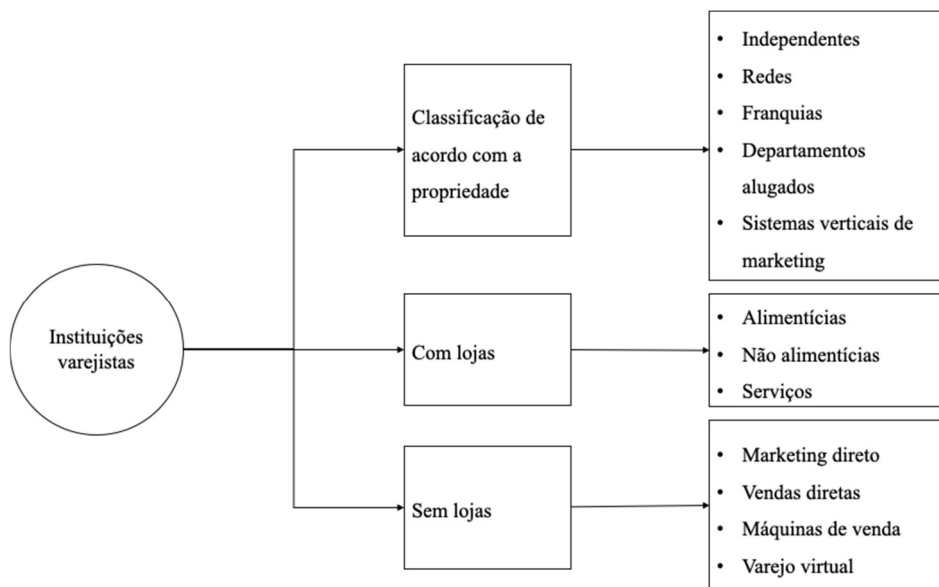 Instituições
varejistas
Classificação de
acordo com a
propriedade
• Independentes
• Redes
• Franquias
• Departamentos
alugados
• Sistemas verticais de
marketing
Com lojas
• Alimentícias
• Não alimentícias
• Serviços
Sem lojas
• Marketing direto
• Vendas diretas
• Máquinas de venda
• Varejo virtual